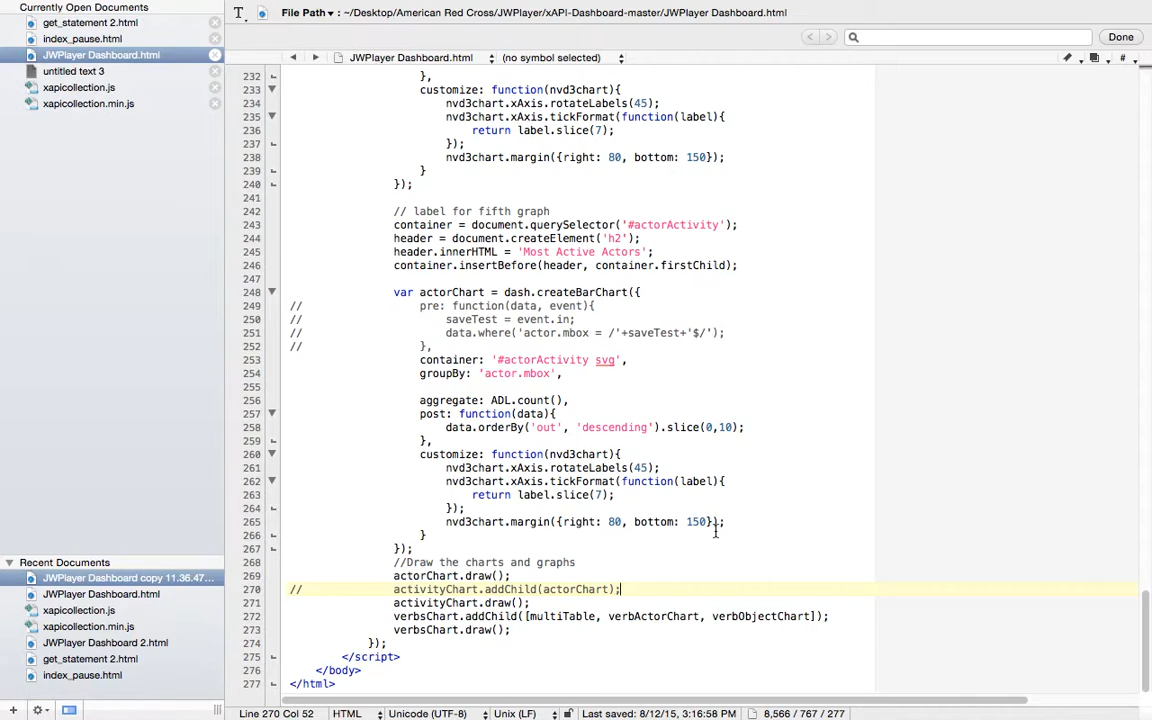 Currently Open Documents
get_statement 2.html
index_pause.html
JWPlayer Dashboard.html
untitled text 3
xapicollection.js
xapicollection.min.js
Recent Documents
JWPlayer Dashboard copy 11.36.47...
JWPlayer Dashboard.html
xapicollection.js
xapicollection.min.js
JWPlayer Dashboard 2.html
get_statement 2.html
index_pause.html
File Path ▾ : ~/Desktop/American Red Cross/JWPlayer/xAPI-Dashboard-master/JWPlayer Dashboard.html
Done
JWPlayer Dashboard.html (no symbol selected) #
232 },
233 customize: function(nvd3chart){
234 nvd3chart.xAxis.rotateLabels(45);
235 nvd3chart.xAxis.tickFormat(function(label){
236 return label.slice(7);
237 });
238 nvd3chart.margin({right: 80, bottom: 150});
239 }
240 });
241
242 // label for fifth graph
243 container = document.querySelector('#actorActivity');
244 header = document.createElement('h2');
245 header.innerHTML = 'Most Active Actors';
246 container.insertBefore(header, container.firstChild);
247
248 var actorChart = dash.createBarChart({
249 // pre: function(data, event){
250 // saveTest = event.in;
251 // data.where('actor.mbox = /'+saveTest+'$/');
252 // },
253 container: '#actorActivity svg',
254 groupBy: 'actor.mbox',
255
256 aggregate: ADL.count(),
257 post: function(data){
258 data.orderBy('out', 'descending').slice(0,10);
259 },
260 customize: function(nvd3chart){
261 nvd3chart.xAxis.rotateLabels(45);
262 nvd3chart.xAxis.tickFormat(function(label){
263 return label.slice(7);
264 });
265 nvd3chart.margin({right: 80, bottom: 150});
266 }
267 });
268 //Draw the charts and graphs
269 actorChart.draw();
270 // activityChart.addChild(actorChart);
271 activityChart.draw();
272 verbsChart.addChild([multiTable, verbActorChart, verbObjectChart]);
273 verbsChart.draw();
274 });
275 </script>
276 </body>
277 </html>
Line 270 Col 52 HTML Unicode (UTF-8) Unix (LF) Last saved: 8/12/15, 3:16:58 PM 8,566 / 767 / 277